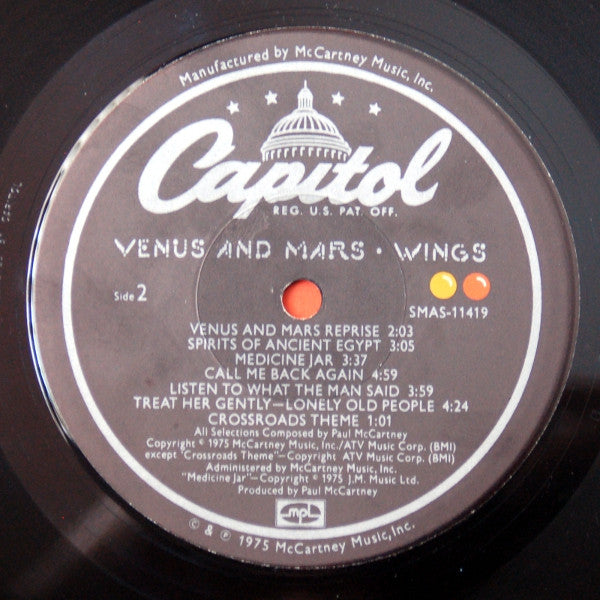 Manufactured by McCartney Music, Inc.
Capitol
REG. U.S. PAT. OFF.
VENUS AND MARS • WINGS
Side 2
SMAS-11419
VENUS AND MARS REPRISE 2:03
SPIRITS OF ANCIENT EGYPT 3:05
MEDICINE JAR 3:37
CALL ME BACK AGAIN 4:59
LISTEN TO WHAT THE MAN SAID 3:59
TREAT HER GENTLY—LONELY OLD PEOPLE 4:24
CROSSROADS THEME 1:01
All Selections Composed by Paul McCartney
Copyright © 1975 McCartney Music, Inc./ATV Music Corp. (BMI)
except "Crossroads Theme"—Copyright ATV Music Corp. (BMI)
Administered by McCartney Music, Inc.
"Medicine Jar"—Copyright © 1975 J.M. Music Ltd.
Produced by Paul McCartney
mpl
© & ℗ 1975 McCartney Music, Inc.